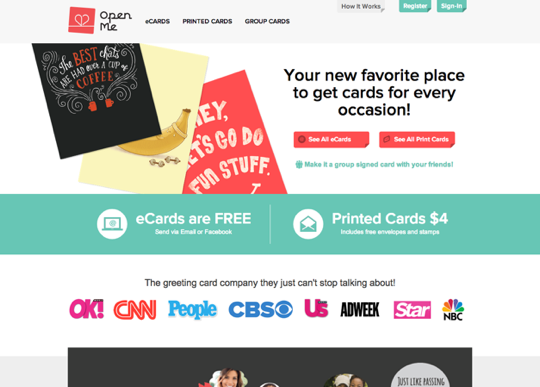 Open Me
eCARDS
PRINTED CARDS
GROUP CARDS
How It Works
Register
Sign-In
The BEST chats
ARE HAD over A CUP of
COFFEE
HEY,
LET'S GO DO
FUN STUFF.
Your new favorite place
to get cards for every
occasion!
See All eCards
See All Print Cards
Make it a group signed card with your friends!
eCards are FREE
Send via Email or Facebook
Printed Cards $4
Includes free envelopes and stamps
The greeting card company they just can't stop talking about!
OK!
CNN
People
CBS
Us
ADWEEK
Star
NBC
JUST LIKE PASSING